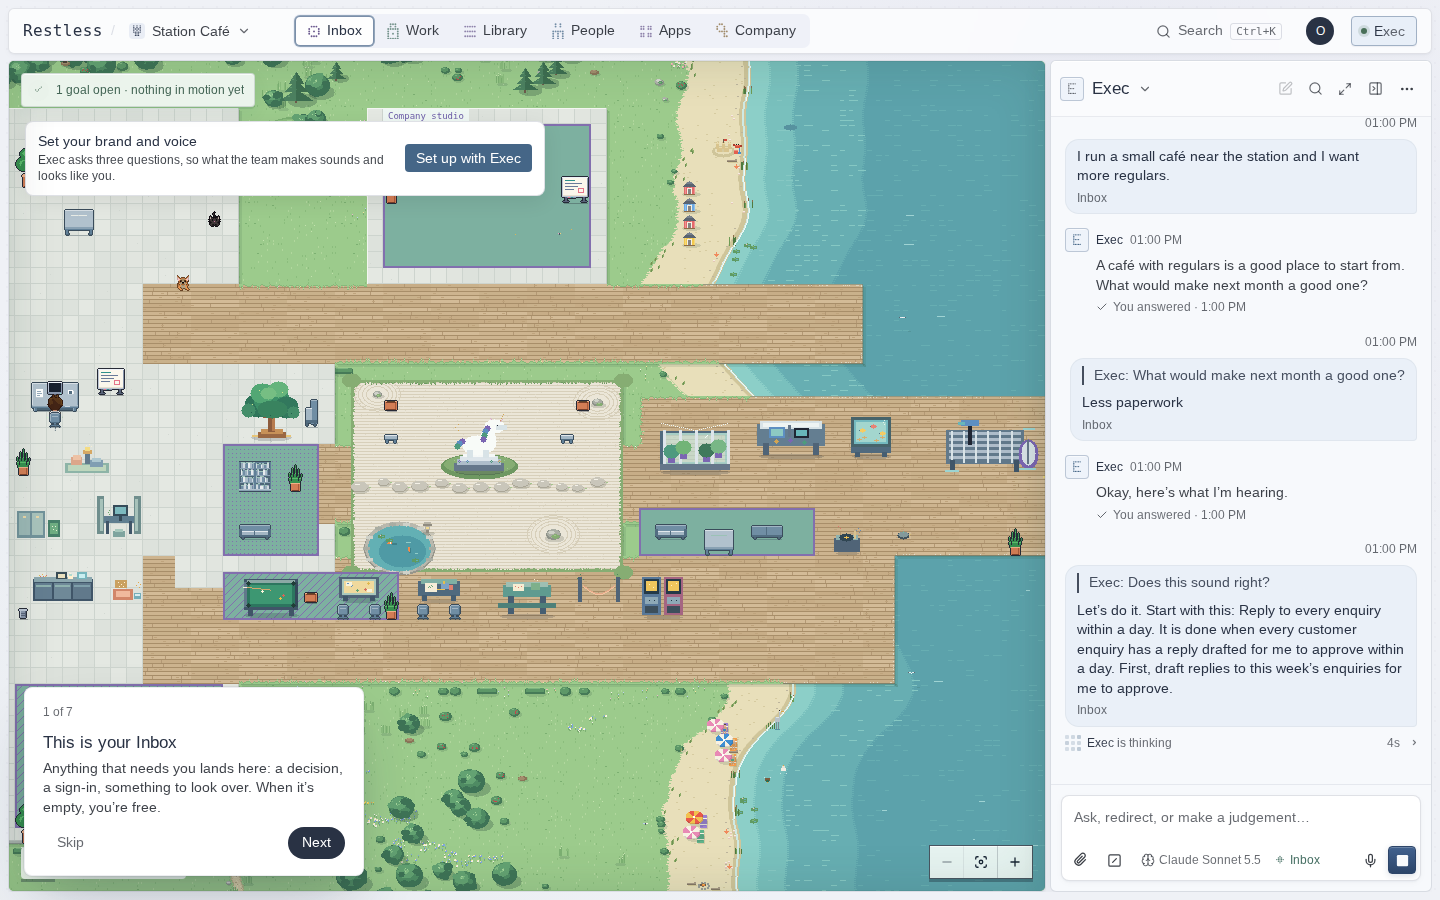 Restless / Station Café
Inbox
Work
Library
People
Apps
Company
Search Ctrl+K
O
Exec
1 goal open · nothing in motion yet
Company studio
Set your brand and voice
Exec asks three questions, so what the team makes sounds and
looks like you.
Set up with Exec
1 of 7
This is your Inbox
Anything that needs you lands here: a decision,
a sign-in, something to look over. When it’s
empty, you’re free.
Skip
Next
E Exec
01:00 PM
I run a small café near the station and I want
more regulars.
Inbox
E Exec 01:00 PM
A café with regulars is a good place to start from.
What would make next month a good one?
You answered · 1:00 PM
01:00 PM
Exec: What would make next month a good one?
Less paperwork
Inbox
E Exec 01:00 PM
Okay, here’s what I’m hearing.
You answered · 1:00 PM
01:00 PM
Exec: Does this sound right?
Let’s do it. Start with this: Reply to every enquiry
within a day. It is done when every customer
enquiry has a reply drafted for me to approve within
a day. First, draft replies to this week’s enquiries for
me to approve.
Inbox
Exec is thinking 4s
Ask, redirect, or make a judgement…
Claude Sonnet 5.5 Inbox